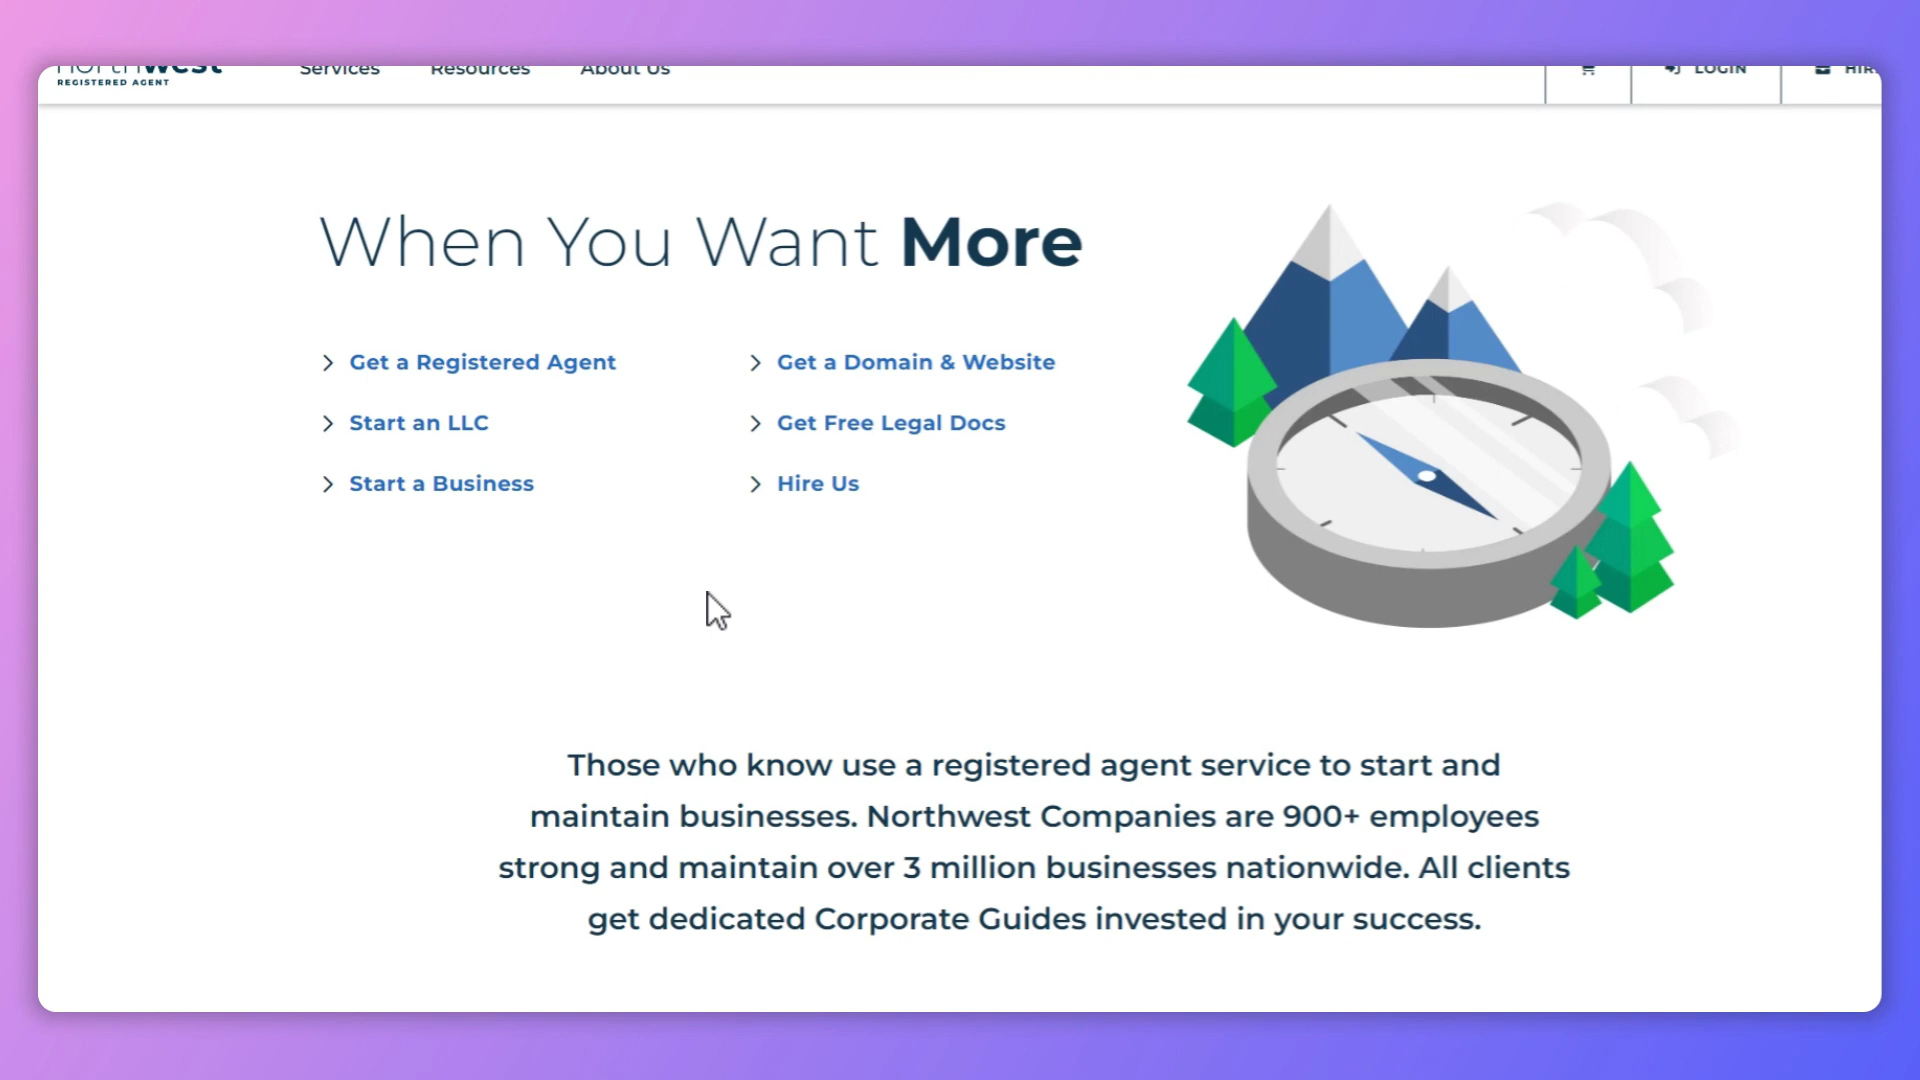 northwest
REGISTERED AGENT
Services Resources About Us
LOGIN
When You Want More
Get a Registered Agent
Get a Domain & Website
Start an LLC
Get Free Legal Docs
Start a Business
Hire Us
Those who know use a registered agent service to start and
maintain businesses. Northwest Companies are 900+ employees
strong and maintain over 3 million businesses nationwide. All clients
get dedicated Corporate Guides invested in your success.